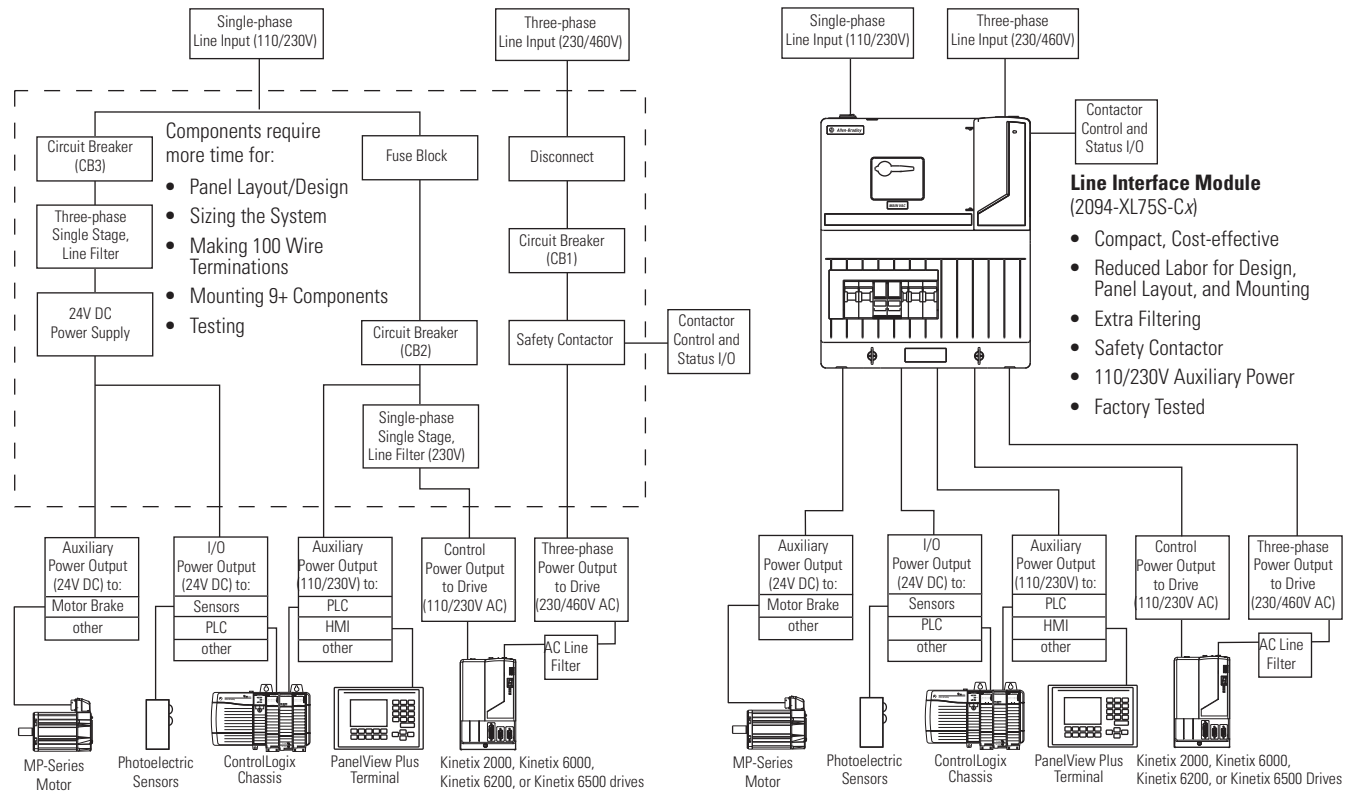 Single-phase
Line Input (110/230V)
Three-phase
Line Input (230/460V)
Circuit Breaker
(CB3)
Three-phase
Single Stage,
Line Filter
24V DC
Power Supply
Components require
more time for:
• Panel Layout/Design
• Sizing the System
• Making 100 Wire
Terminations
• Mounting 9+ Components
• Testing
Fuse Block
Circuit Breaker
(CB2)
Single-phase
Single Stage,
Line Filter (230V)
Disconnect
Circuit Breaker
(CB1)
Safety Contactor
Contactor
Control and
Status I/O
Auxiliary
Power Output
(24V DC) to:
Motor Brake
other
I/O
Power Output
(24V DC) to:
Sensors
PLC
other
Auxiliary
Power Output
(110/230V) to:
PLC
HMI
other
Control
Power Output
to Drive
(110/230V AC)
Three-phase
Power Output
to Drive
(230/460V AC)
AC Line
Filter
MP-Series
Motor
Photoelectric
Sensors
ControlLogix
Chassis
PanelView Plus
Terminal
Kinetix 2000, Kinetix 6000,
Kinetix 6200, or Kinetix 6500 drives
Single-phase
Line Input (110/230V)
Three-phase
Line Input (230/460V)
Allen-Bradley
MAIN VAC
Contactor
Control and
Status I/O
Line Interface Module
(2094-XL75S-Cx)
• Compact, Cost-effective
• Reduced Labor for Design,
Panel Layout, and Mounting
• Extra Filtering
• Safety Contactor
• 110/230V Auxiliary Power
• Factory Tested
Auxiliary
Power Output
(24V DC) to:
Motor Brake
other
I/O
Power Output
(24V DC) to:
Sensors
PLC
other
Auxiliary
Power Output
(110/230V) to:
PLC
HMI
other
Control
Power Output
to Drive
(110/230V AC)
Three-phase
Power Output
to Drive
(230/460V AC)
AC Line
Filter
MP-Series
Motor
Photoelectric
Sensors
ControlLogix
Chassis
PanelView Plus
Terminal
Kinetix 2000, Kinetix 6000,
Kinetix 6200, or Kinetix 6500 Drives